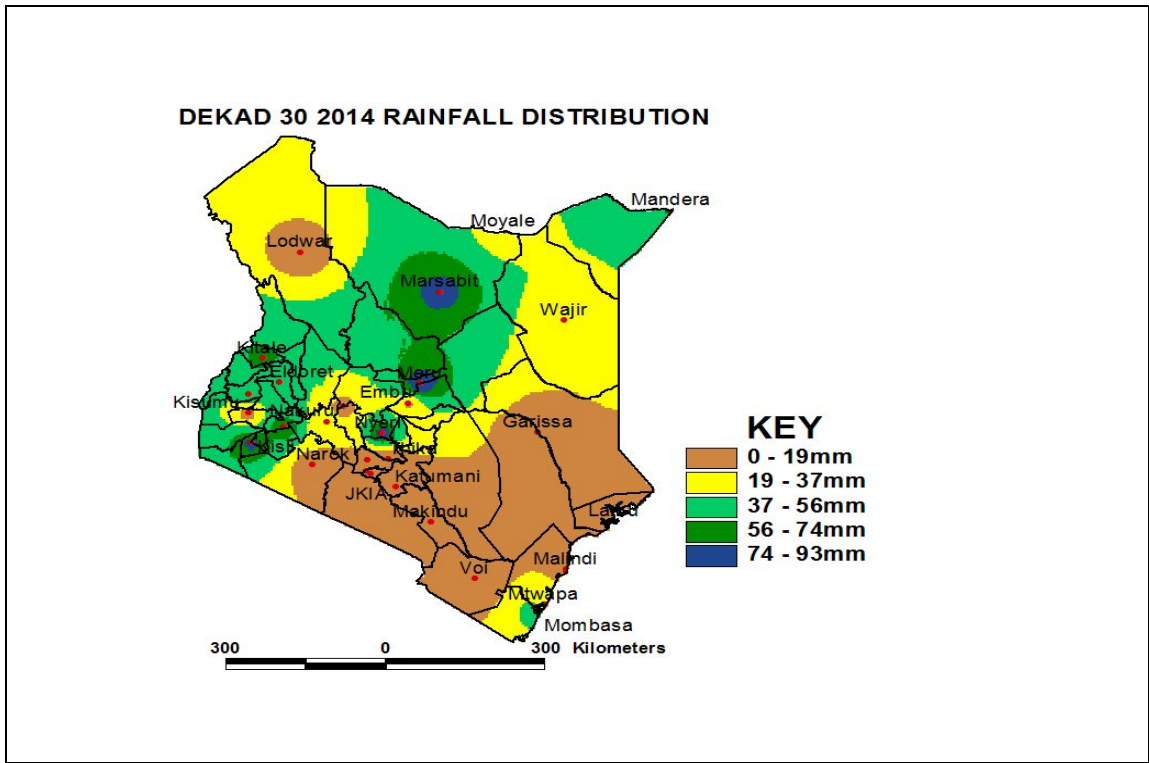 DEKAD 30 2014 RAINFALL DISTRIBUTION
Mandera
Moyale
Lodwar
Marsabit
Wajir
Kitale
Eldoret
Meru
Kisumu
Embu
Nakuru
Nyeri
Garissa
Kisii
Narok
Thika
JKIA
Katumani
Makindu
Lamu
Voi
Malindi
Mtwapa
Mombasa
KEY
0 - 19mm
19 - 37mm
37 - 56mm
56 - 74mm
74 - 93mm
300 0 300 Kilometers